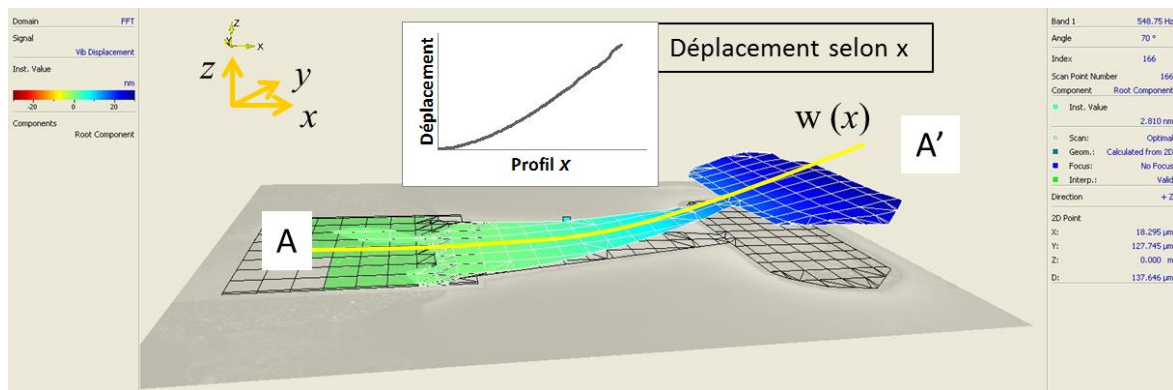 Domain FFT
Signal
Vib Displacement
Inst. Value
nm
-20 0 20
Components
Root Component
z
x
z
y
x
Déplacement
Profil x
Déplacement selon x
w (x)
A'
A
Band 1 548.75 Hz
Angle 70 °
Index 166
Scan Point Number 166
Component Root Component
Inst. Value
2.810 nm
Scan: Optimal
Geom.: Calculated from 2D
Focus: No Focus
Interp.: Valid
Direction + Z
2D Point
X: 18.295 µm
Y: 127.745 µm
Z: 0.000 m
D: 137.646 µm